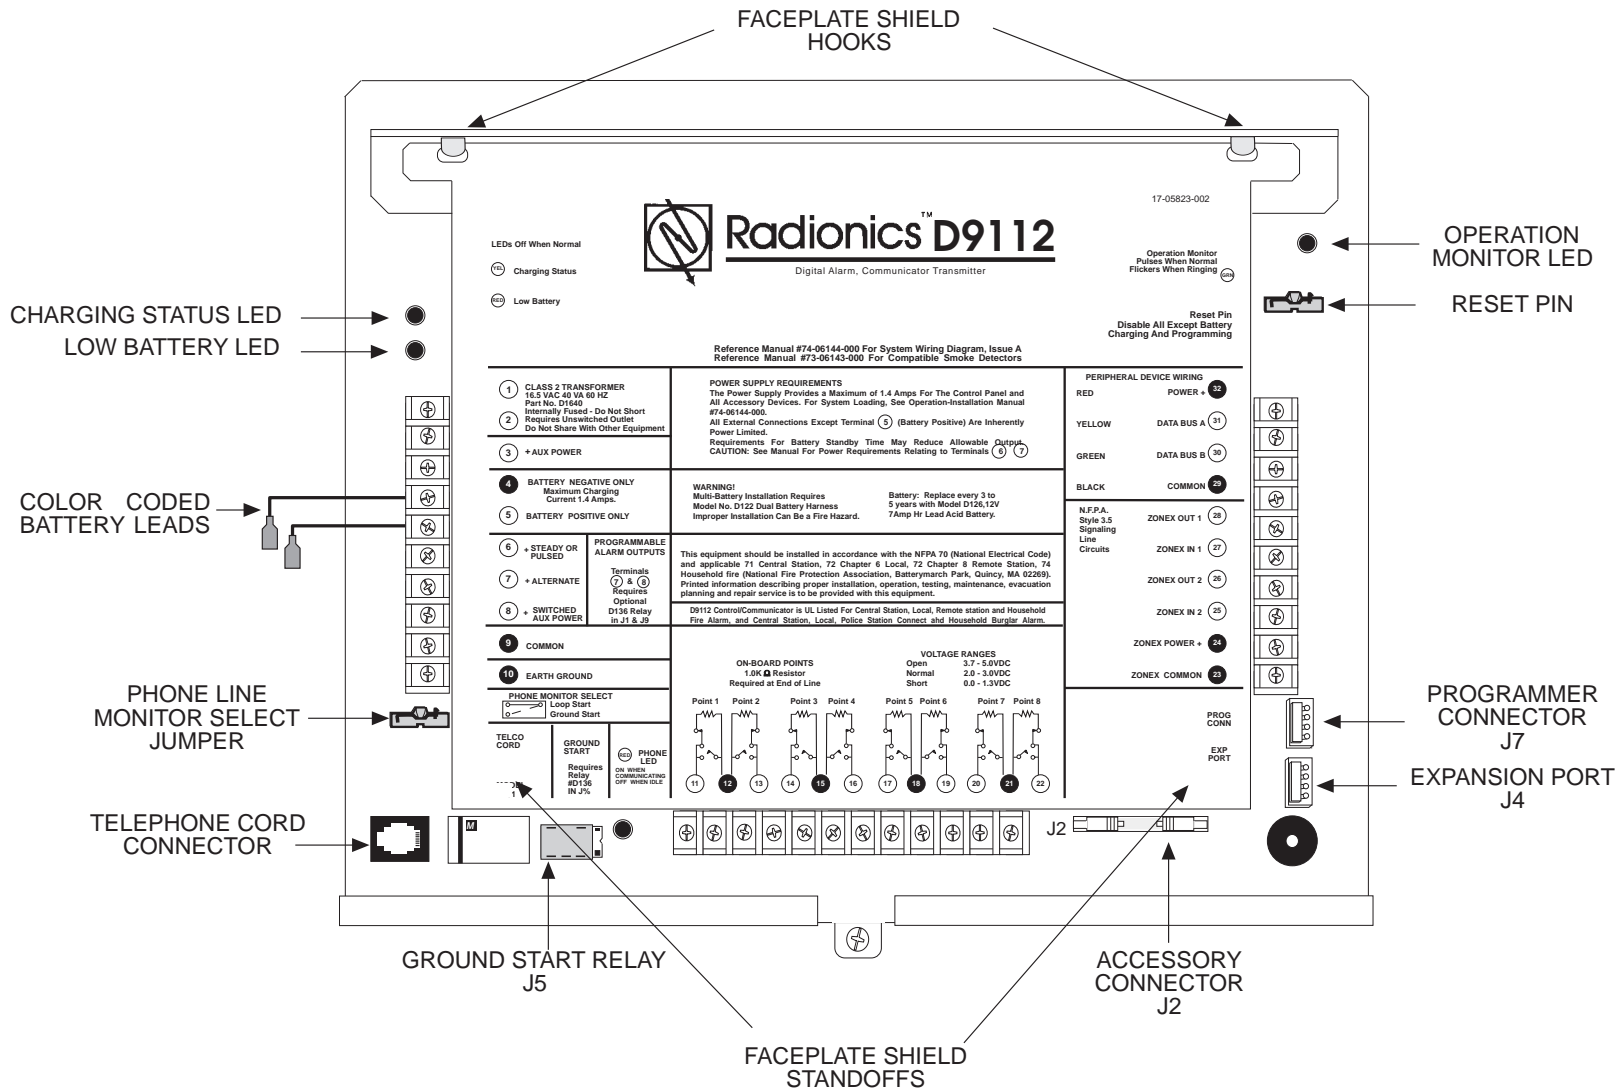 FACEPLATE SHIELD
HOOKS
17-05823-002
Radionics™ D9112
Digital Alarm, Communicator Transmitter
LEDs Off When Normal
YEL Charging Status
RED Low Battery
Operation Monitor
Pulses When Normal
Flickers When Ringing
GRN
Reset Pin
Disable All Except Battery
Charging And Programming
OPERATION
MONITOR LED
RESET PIN
CHARGING STATUS LED
LOW BATTERY LED
Reference Manual #74-06144-000 For System Wiring Diagram, Issue A
Reference Manual #73-06143-000 For Compatible Smoke Detectors
1 CLASS 2 TRANSFORMER
16.5 VAC 40 VA 60 HZ
Part No. D1640
Internally Fused - Do Not Short
2 Requires Unswitched Outlet
Do Not Share With Other Equipment
3 + AUX POWER
4 BATTERY NEGATIVE ONLY
Maximum Charging
Current 1.4 Amps.
5 BATTERY POSITIVE ONLY
6 + STEADY OR
PULSED
7 + ALTERNATE
8 + SWITCHED
AUX POWER
PROGRAMMABLE
ALARM OUTPUTS
Terminals
7 & 8
Requires
Optional
D136 Relay
in J1 & J9
9 COMMON
10 EARTH GROUND
PHONE MONITOR SELECT
Loop Start
Ground Start
TELCO
CORD
1
GROUND
START
Requires
Relay
#D136
IN J%
RED PHONE
LED
ON WHEN
COMMUNICATING
OFF WHEN IDLE
POWER SUPPLY REQUIREMENTS
The Power Supply Provides a Maximum of 1.4 Amps For The Control Panel and
All Accessory Devices. For System Loading, See Operation-Installation Manual
#74-06144-000.
All External Connections Except Terminal 5 (Battery Positive) Are Inherently
Power Limited.
Requirements For Battery Standby Time May Reduce Allowable Output
CAUTION: See Manual For Power Requirements Relating to Terminals 6 7
WARNING!
Multi-Battery Installation Requires
Model No. D122 Dual Battery Harness
Improper Installation Can Be a Fire Hazard.
Battery: Replace every 3 to
5 years with Model D126,12V
7Amp Hr Lead Acid Battery.
This equipment should be installed in accordance with the NFPA 70 (National Electrical Code)
and applicable 71 Central Station, 72 Chapter 6 Local, 72 Chapter 8 Remote Station, 74
Household fire (National Fire Protection Association, Batterymarch Park, Quincy, MA 02269).
Printed information describing proper installation, operation, testing, maintenance, evacuation
planning and repair service is to be provided with this equipment.
D9112 Control/Communicator is UL Listed For Central Station, Local, Remote station and Household
Fire Alarm, and Central Station, Local, Police Station Connect ahd Household Burglar Alarm.
ON-BOARD POINTS
1.0K Ω Resistor
Required at End of Line
VOLTAGE RANGES
Open 3.7 - 5.0VDC
Normal 2.0 - 3.0VDC
Short 0.0 - 1.3VDC
Point 1 Point 2 Point 3 Point 4 Point 5 Point 6 Point 7 Point 8
11 12 13 14 15 16 17 18 19 20 21 22
PERIPHERAL DEVICE WIRING
RED POWER + 32
YELLOW DATA BUS A 31
GREEN DATA BUS B 30
BLACK COMMON 29
N.F.P.A.
Style 3.5
Signaling
Line
Circuits
ZONEX OUT 1 28
ZONEX IN 1 27
ZONEX OUT 2 26
ZONEX IN 2 25
ZONEX POWER + 24
ZONEX COMMON 23
PROG
CONN
EXP
PORT
COLOR CODED
BATTERY LEADS
PHONE LINE
MONITOR SELECT
JUMPER
TELEPHONE CORD
CONNECTOR
M
J2
PROGRAMMER
CONNECTOR
J7
EXPANSION PORT
J4
GROUND START RELAY
J5
ACCESSORY
CONNECTOR
J2
FACEPLATE SHIELD
STANDOFFS